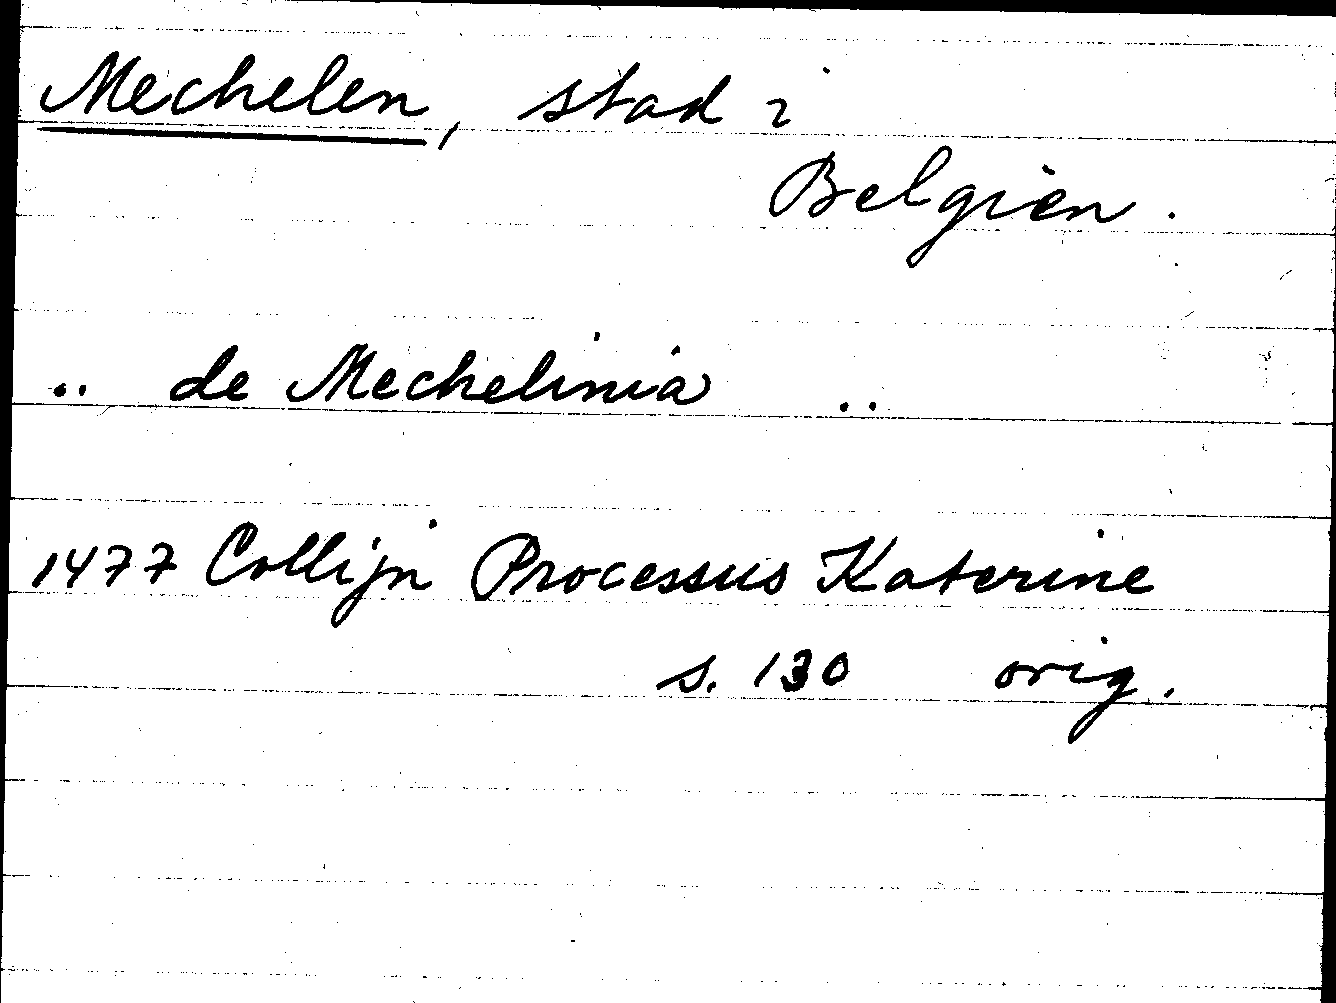 Mechelen, stad i
Belgien.
.. de Mechelinia ..
1477 Collijn Processus Katerine
s. 130 orig.